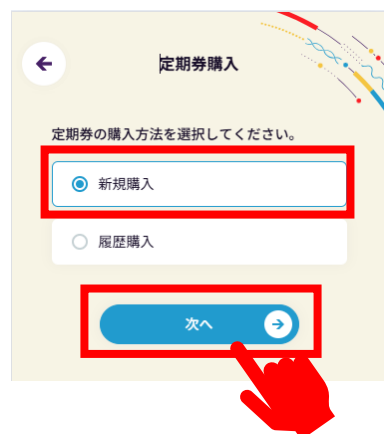 定期券購入
定期券の購入方法を選択してください。
新規購入
履歴購入
次へ